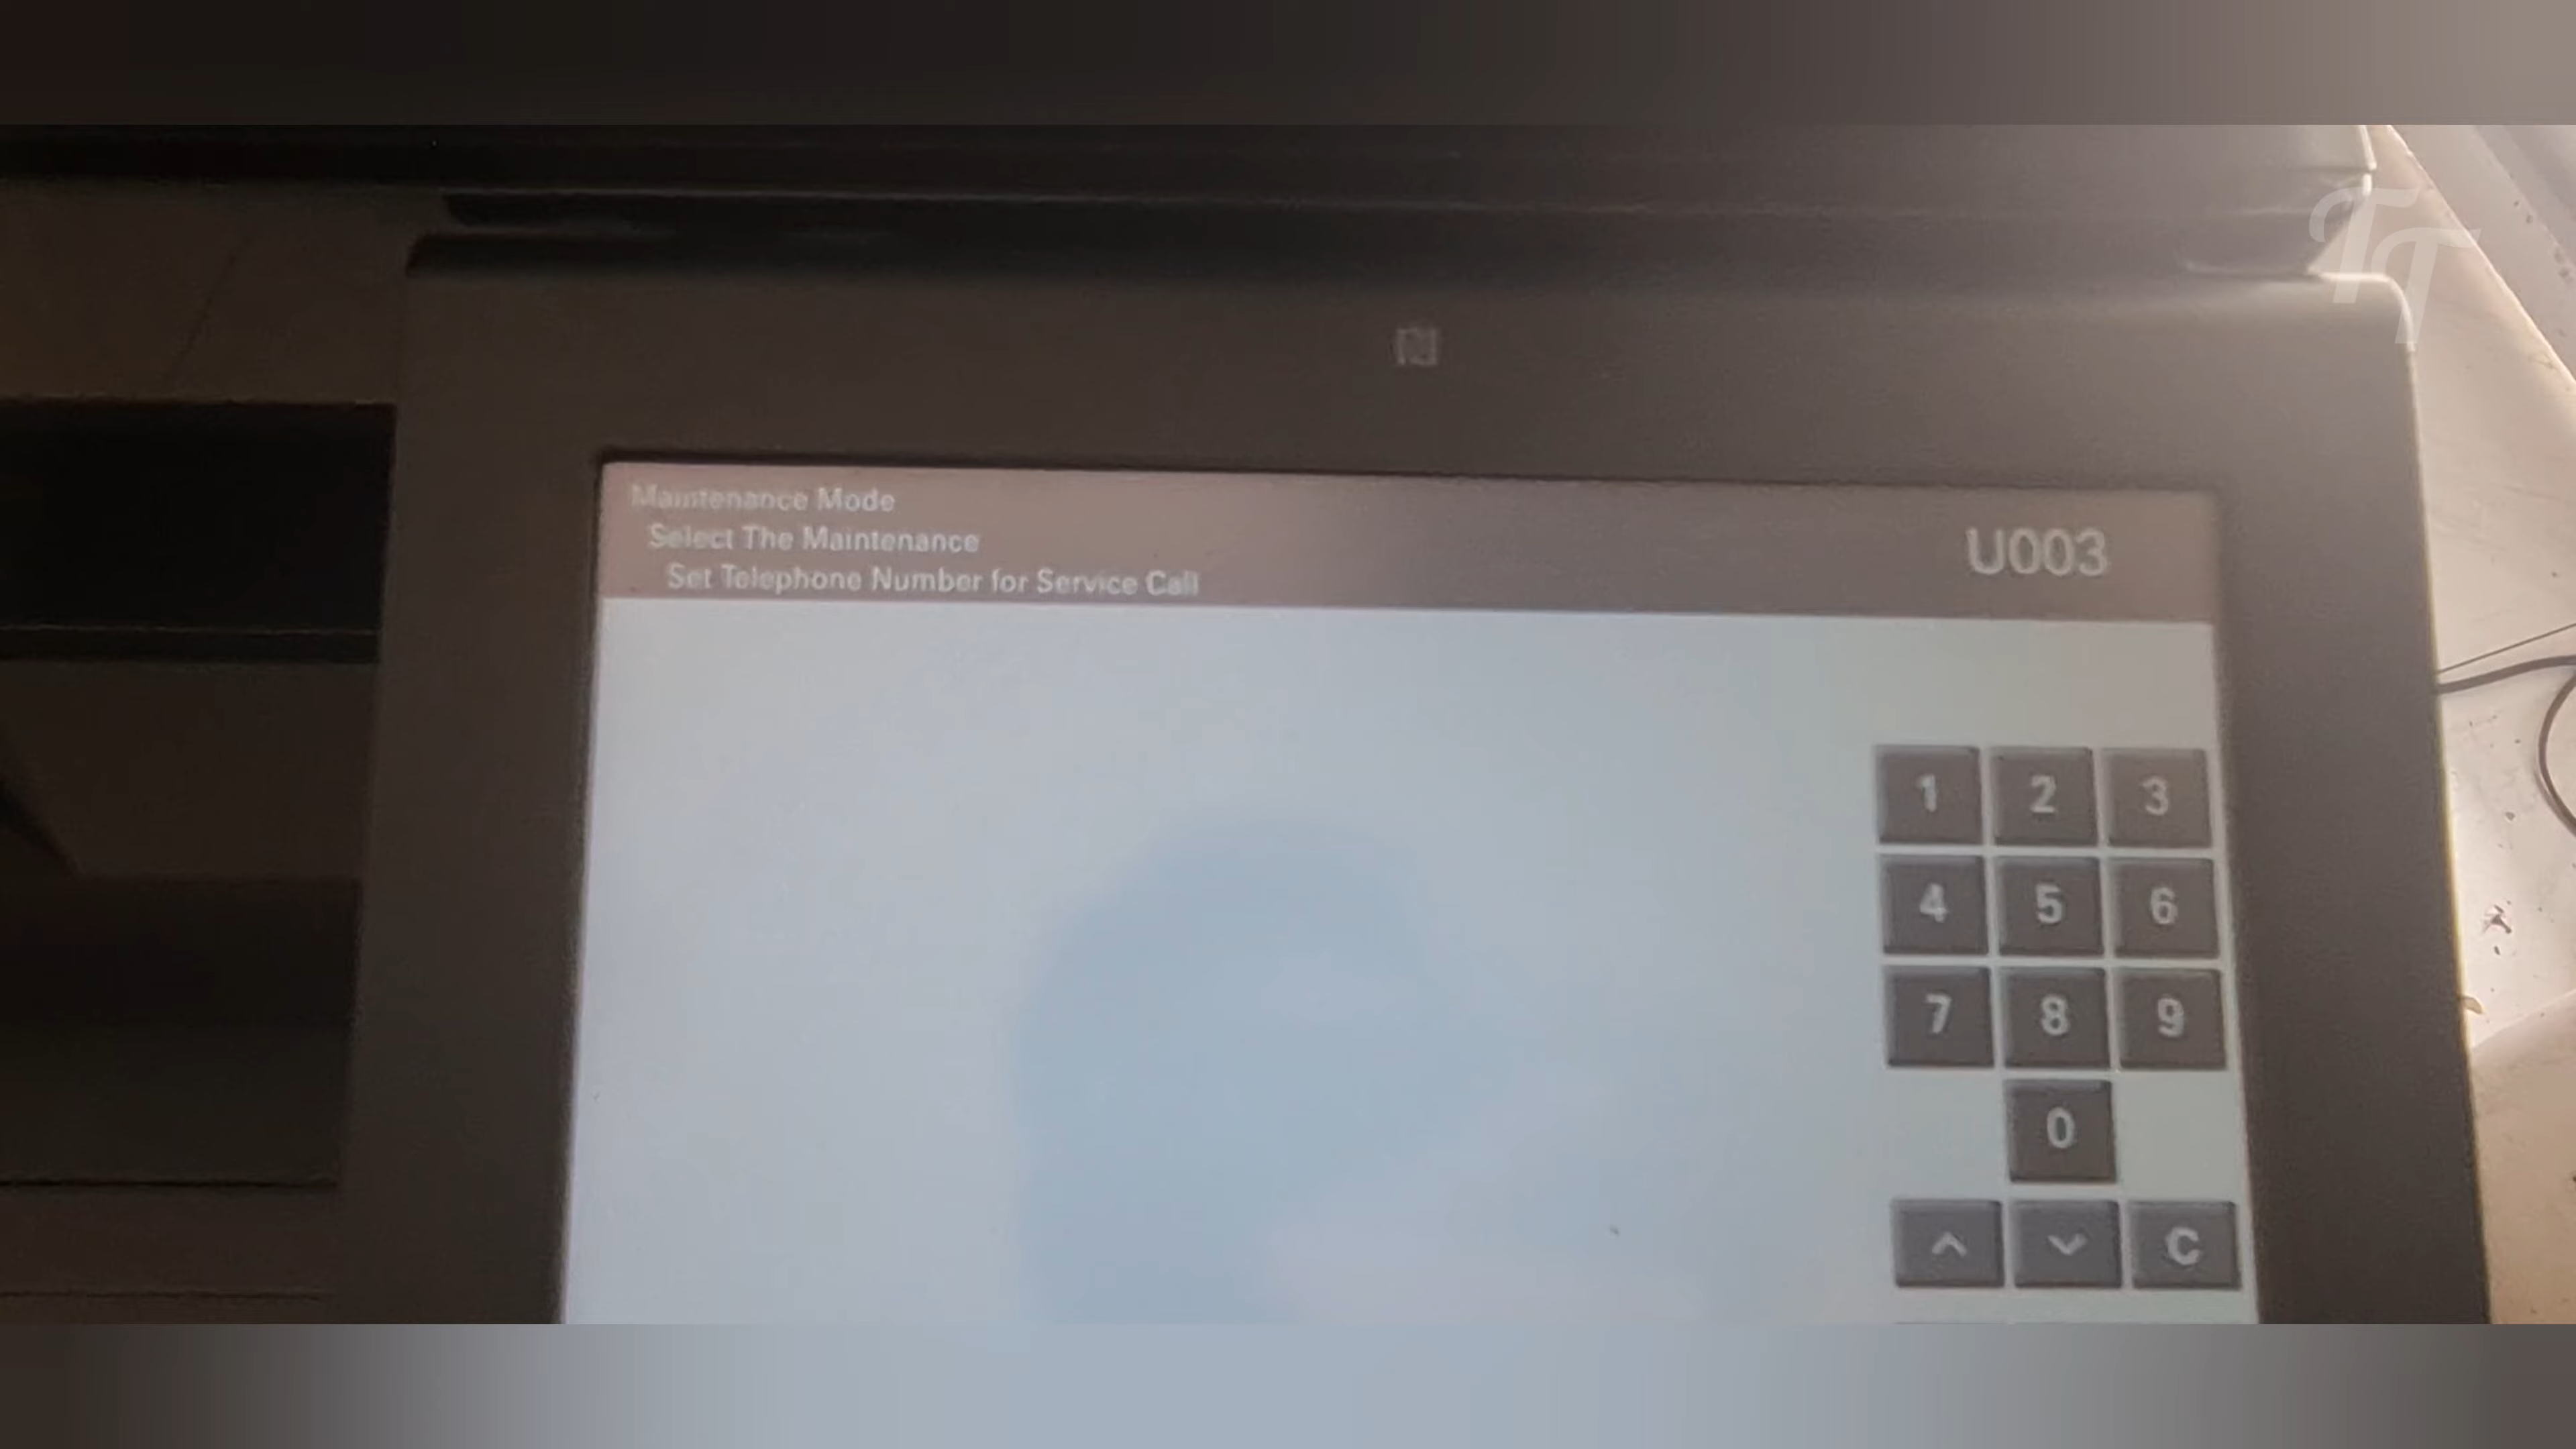 TT
Maintenance Mode
Select The Maintenance
Set Telephone Number for Service Call
U003
1 2 3
4 5 6
7 8 9
0
C